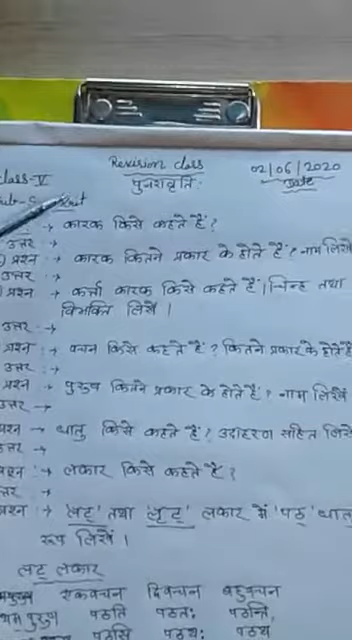 Revision class 02/06/2020
class-V पुनरावृति. Date
Sub-
:→ कारक किसे कहते हैं?
उत्तर :→
प्रश्न :→ कारक कितने प्रकार के होते हैं? नाम लिखें
उत्तर :→
प्रश्न :→ कर्त्ता कारक किसे कहते हैं। चिन्ह तथा
विभक्ति लिखें।
उत्तर :→
प्रश्न :→ वचन किसे कहते हैं? कितने प्रकार के होते हैं
उत्तर :→
प्रश्न :→ पुरुष कितने प्रकार के होते हैं? नाम लिखें
उत्तर →
प्रश्न → धातु किसे कहते हैं? उदाहरण सहित लिखें
उत्तर →
प्रश्न :→ लकार किसे कहते हैं?
उत्तर :→
प्रश्न :→ 'लट्' तथा 'लृट्' लकार में 'पठ्' धातु
रूप लिखें।
लट् लकार
एकवचन द्विवचन बहुवचन
प्रथम पुरुष पठति पठतः पठन्ति
पठसि पठथः पठथ